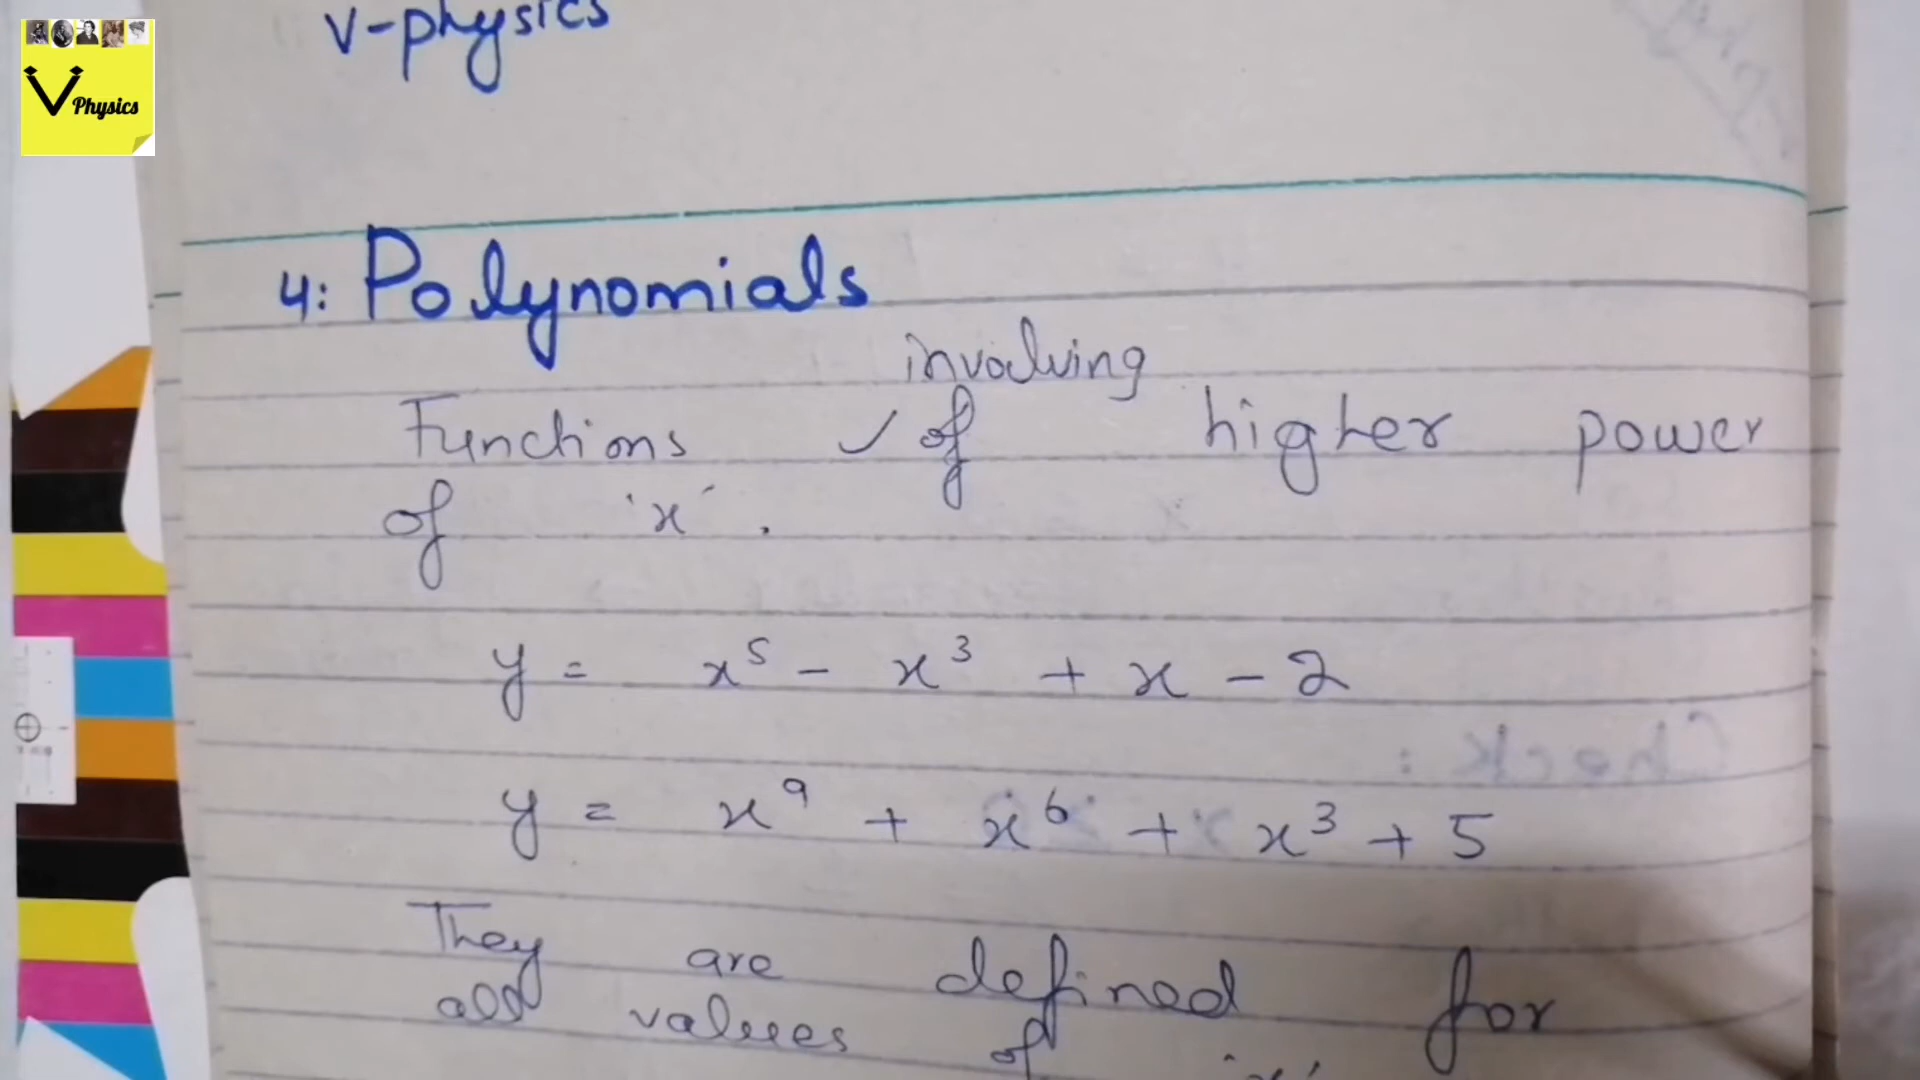 v-physics
V Physics
4: Polynomials
involving
Functions ✓ of higher power
of 'x' .
y = x⁵ - x³ + x - 2
y = x⁹ + x⁶ + x³ + 5
They are defined for
all values of 'x'